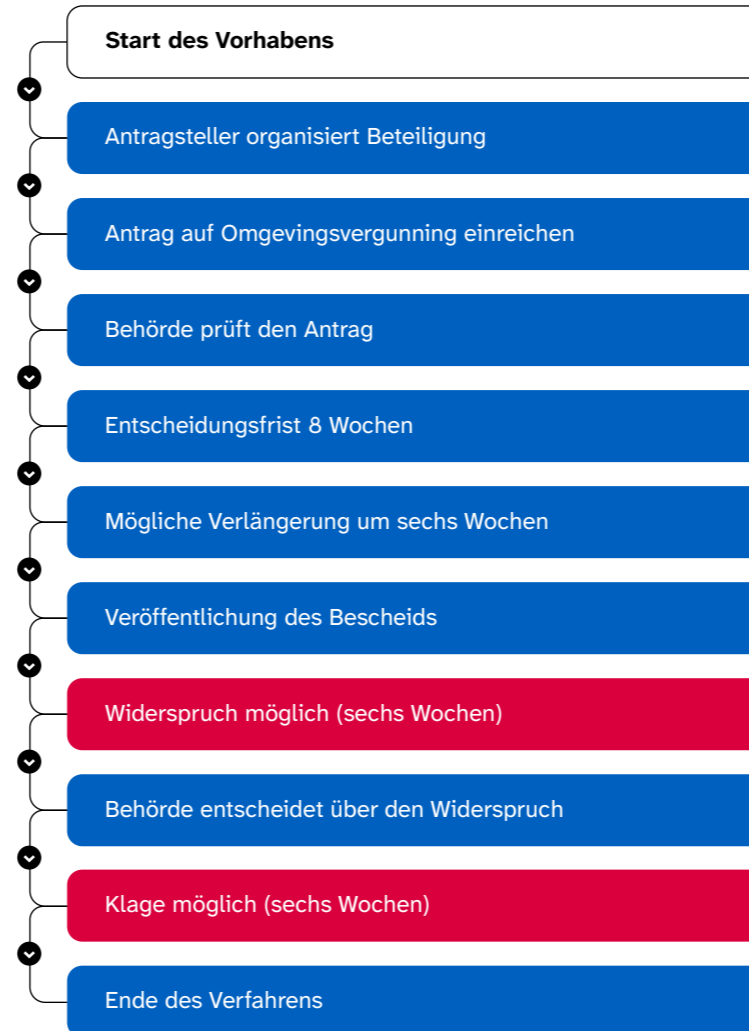 Start des Vorhabens
Antragsteller organisiert Beteiligung
Antrag auf Omgevingsvergunning einreichen
Behörde prüft den Antrag
Entscheidungsfrist 8 Wochen
Mögliche Verlängerung um sechs Wochen
Veröffentlichung des Bescheids
Widerspruch möglich (sechs Wochen)
Behörde entscheidet über den Widerspruch
Klage möglich (sechs Wochen)
Ende des Verfahrens